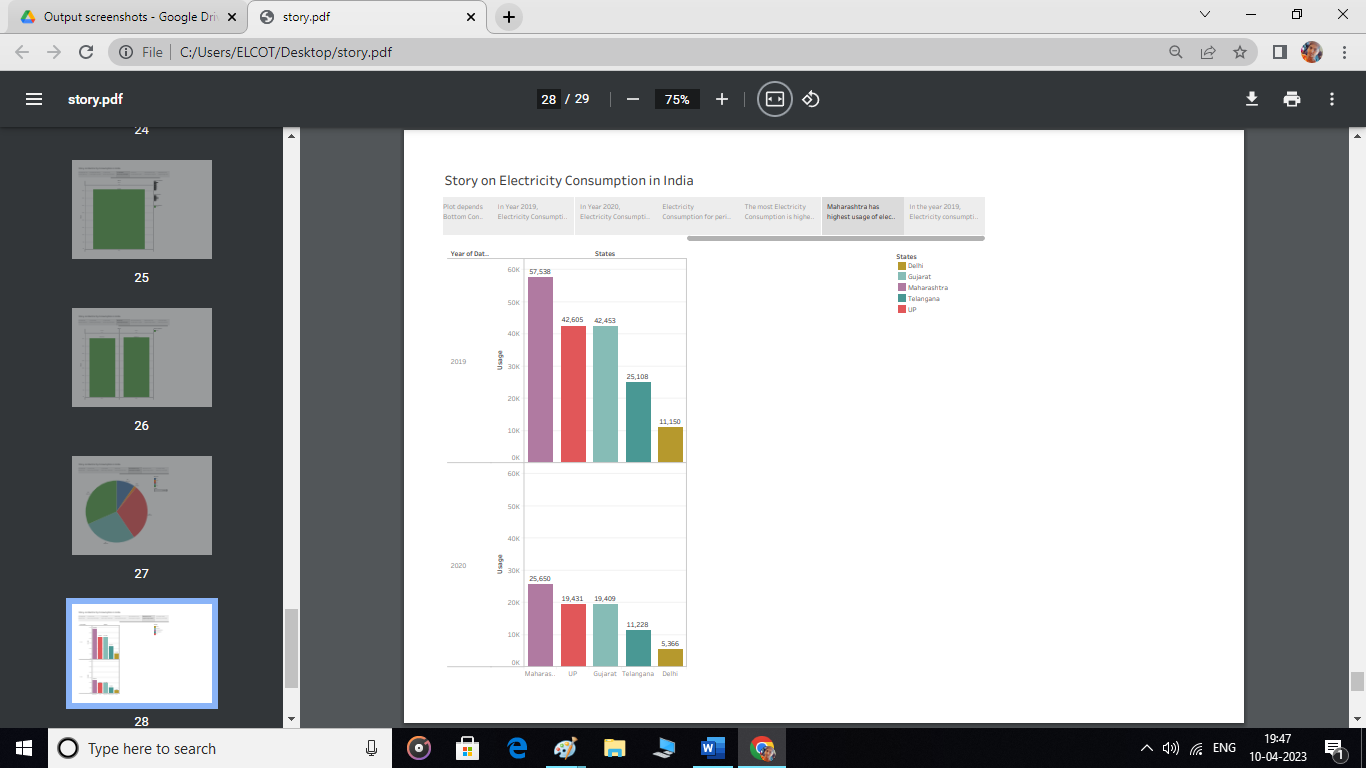 Output screenshots - Google Dri
story.pdf
File
C:/Users/ELCOT/Desktop/story.pdf
story.pdf
28 / 29
75%
24
25
26
27
28
Story on Electricity Consumption in India
Plot depends
Bottom Con..
In Year 2019,
Electricity Consumpti..
In Year 2020,
Electricity Consumpti..
Electricity
Consumption for peri..
The most Electricity
Consumption is highe..
Maharashtra has
highest usage of elec..
In the year 2019,
Electricity consumpti..
Year of Dat..
States
2019
Usage
60K
50K
40K
30K
20K
10K
0K
57,538
42,605
42,453
25,108
11,150
2020
Usage
60K
50K
40K
30K
20K
10K
0K
25,650
19,431
19,409
11,228
5,366
Maharas..
UP
Gujarat
Telangana
Delhi
States
Delhi
Gujarat
Maharashtra
Telangana
UP
Type here to search
ENG
19:47
10-04-2023
1